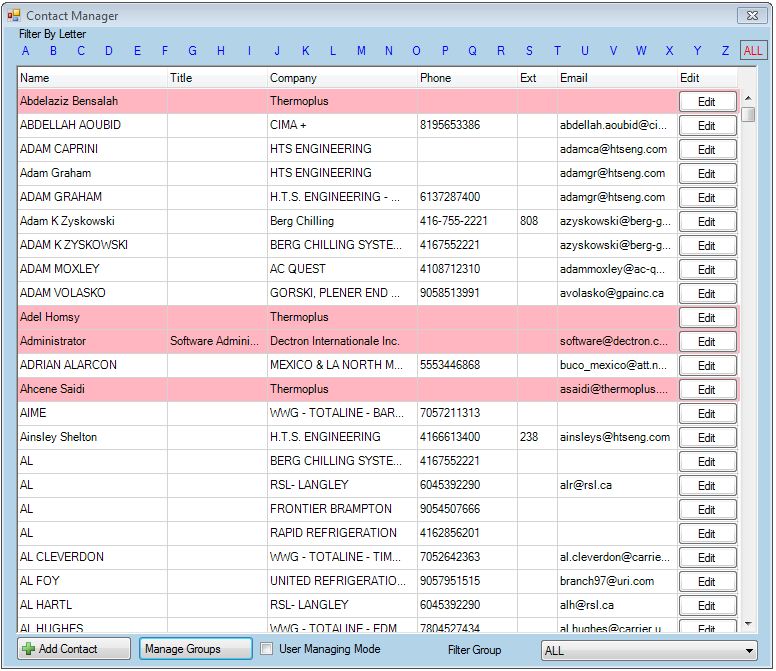 Contact Manager
Filter By Letter
A B C D E F G H I J K L M N O P Q R S T U V W X Y Z ALL
Name Title Company Phone Ext Email Edit
Abdelaziz Bensalah Thermoplus Edit
ABDELLAH AOUBID CIMA + 8195653386 abdellah.aoubid@ci... Edit
ADAM CAPRINI HTS ENGINEERING adamca@htseng.com Edit
Adam Graham HTS ENGINEERING adamgr@htseng.com Edit
ADAM GRAHAM H.T.S. ENGINEERING - ... 6137287400 adamgr@htseng.com Edit
Adam K Zyskowski Berg Chilling 416-755-2221 808 azyskowski@berg-g... Edit
ADAM K ZYSKOWSKI BERG CHILLING SYSTE... 4167552221 azyskowski@berg-g... Edit
ADAM MOXLEY AC QUEST 4108712310 adammoxley@ac-q... Edit
ADAM VOLASKO GORSKI, PLENER END ... 9058513991 avolasko@gpainc.ca Edit
Adel Homsy Thermoplus Edit
Administrator Software Admini... Dectron Internationale Inc. software@dectron.c... Edit
ADRIAN ALARCON MEXICO & LA NORTH M... 5553446868 buco_mexico@att.n... Edit
Ahcene Saidi Thermoplus asaidi@thermoplus.... Edit
AIME WWG - TOTALINE - BAR... 7057211313 Edit
Ainsley Shelton H.T.S. ENGINEERING 4166613400 238 ainsleys@htseng.com Edit
AL BERG CHILLING SYSTE... 4167552221 Edit
AL RSL- LANGLEY 6045392290 alr@rsl.ca Edit
AL FRONTIER BRAMPTON 9054507666 Edit
AL RAPID REFRIGERATION 4162856201 Edit
AL CLEVERDON WWG - TOTALINE - TIM... 7052642363 al.cleverdon@carrie... Edit
AL FOY UNITED REFRIGERATIO... 9057951515 branch97@uri.com Edit
AL HARTL RSL- LANGLEY 6045392290 alh@rsl.ca Edit
AL HUGHES WWG - TOTALINE - EDM... 7804527434 al.hughes@carrier.u... Edit
Add Contact Manage Groups User Managing Mode Filter Group ALL